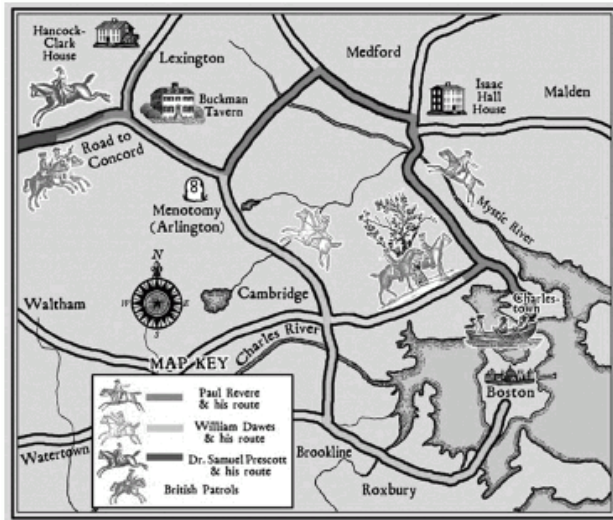 Hancock-
Clark
House
Lexington
Medford
Buckman
Tavern
Isaac
Hall
House
Malden
Road to
Concord
8
Menotomy
(Arlington)
Mystic River
N
W
E
S
Waltham
Cambridge
Charles-
town
Charles River
MAP KEY
Paul Revere
& his route
William Dawes
& his route
Dr. Samuel Prescott
& his route
British Patrols
Boston
Watertown
Brookline
Roxbury